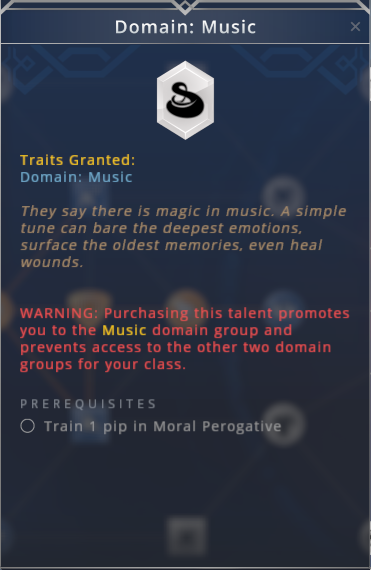 Domain: Music
Traits Granted:
Domain: Music
They say there is magic in music. A simple
tune can bare the deepest emotions,
surface the oldest memories, even heal
wounds.
WARNING: Purchasing this talent promotes
you to the Music domain group and
prevents access to the other two domain
groups for your class.
PREREQUISITES
Train 1 pip in Moral Perogative